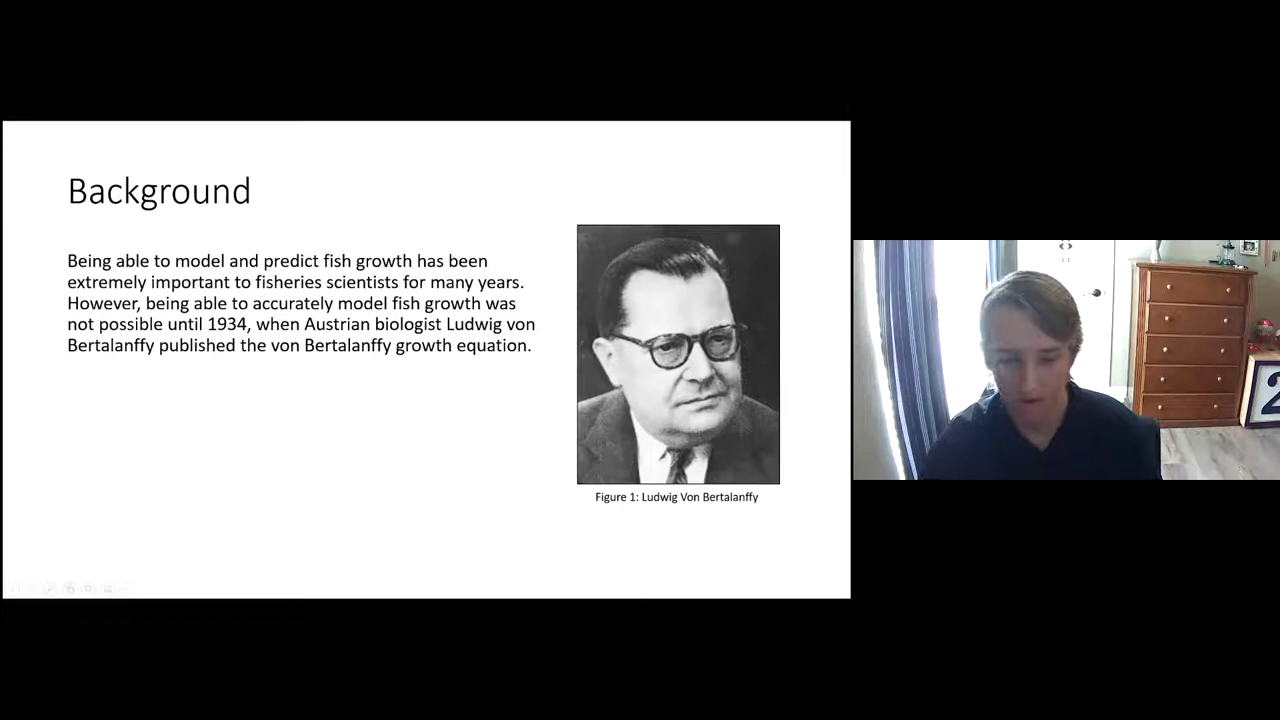 Background
Being able to model and predict fish growth has been
extremely important to fisheries scientists for many years.
However, being able to accurately model fish growth was
not possible until 1934, when Austrian biologist Ludwig von
Bertalanffy published the von Bertalanffy growth equation.
Figure 1: Ludwig Von Bertalanffy
2